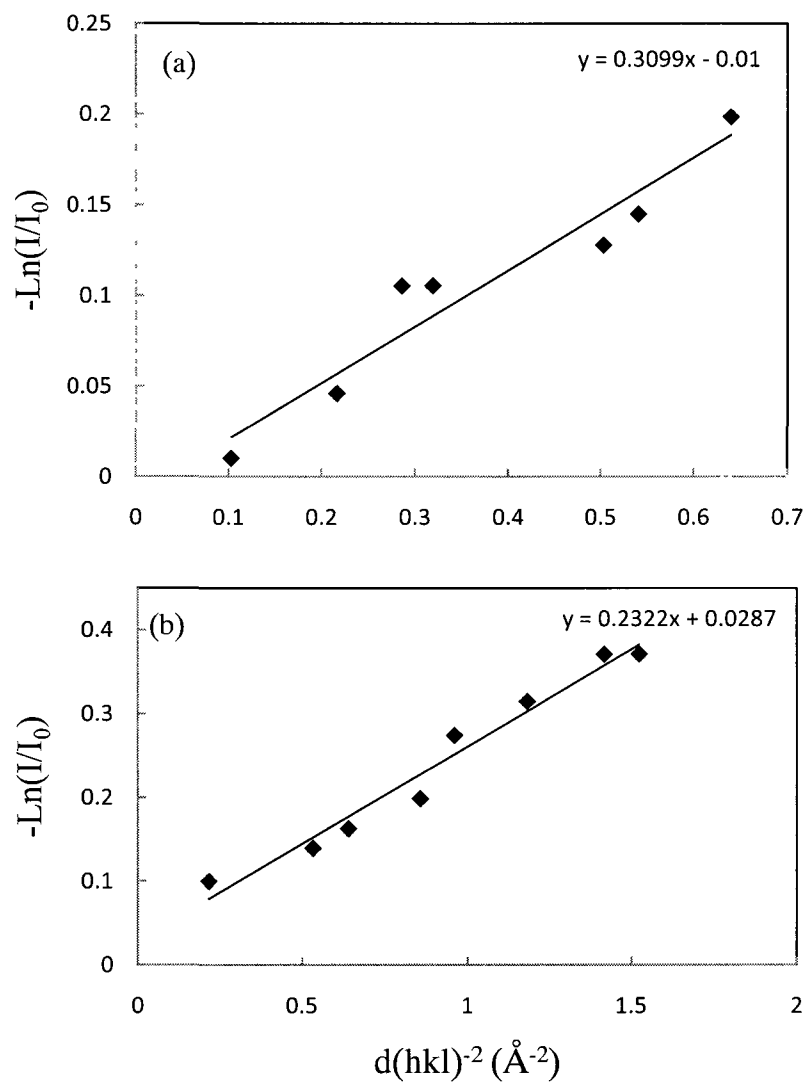 0.25
(a)
y = 0.3099x - 0.01
0.2
0.15
-Ln(I/I₀)
0.1
0.05
0
0 0.1 0.2 0.3 0.4 0.5 0.6 0.7
(b)
y = 0.2322x + 0.0287
0.4
0.3
-Ln(I/I₀)
0.2
0.1
0
0 0.5 1 1.5 2
d(hkl)⁻² (Å⁻²)